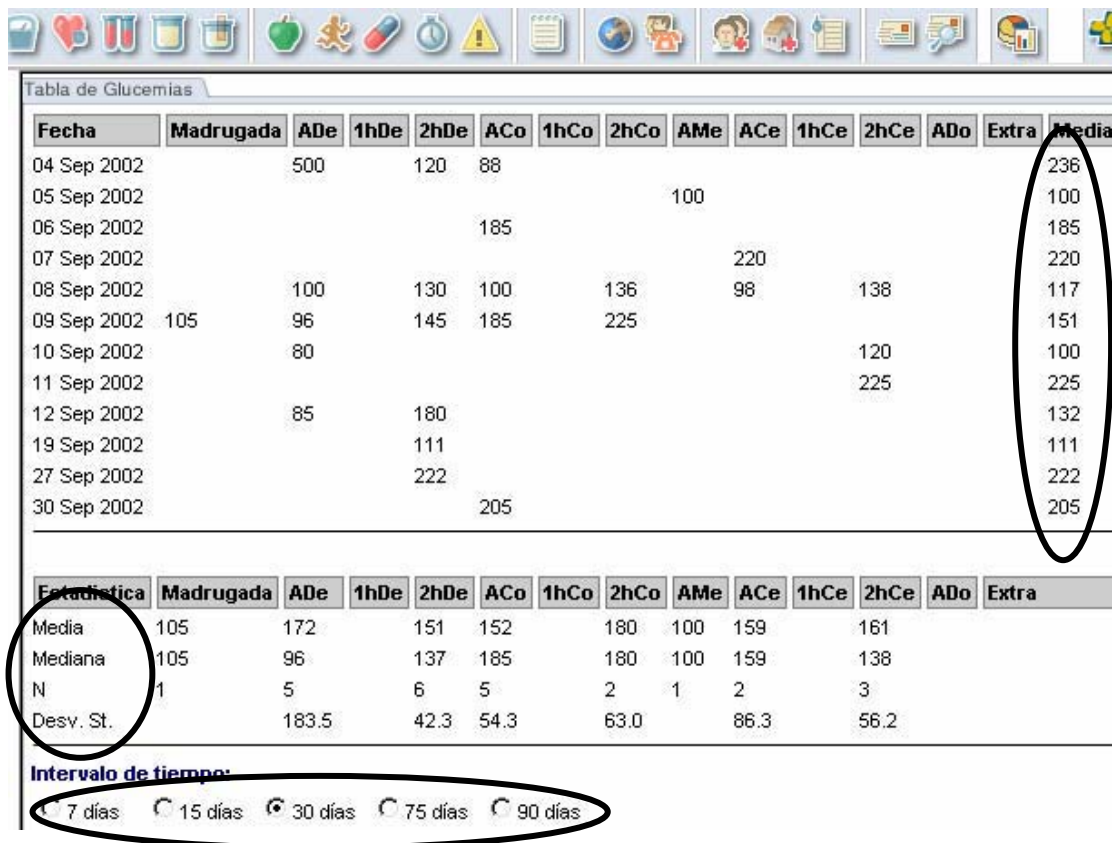 Tabla de Glucemias
Fecha Madrugada ADe 1hDe 2hDe ACo 1hCo 2hCo AMe ACe 1hCe 2hCe ADo Extra Media
04 Sep 2002 500 120 88 236
05 Sep 2002 100 100
06 Sep 2002 185 185
07 Sep 2002 220 220
08 Sep 2002 100 130 100 136 98 138 117
09 Sep 2002 105 96 145 185 225 151
10 Sep 2002 80 120 100
11 Sep 2002 225 225
12 Sep 2002 85 180 132
19 Sep 2002 111 111
27 Sep 2002 222 222
30 Sep 2002 205 205
Estadistica Madrugada ADe 1hDe 2hDe ACo 1hCo 2hCo AMe ACe 1hCe 2hCe ADo Extra
Media 105 172 151 152 180 100 159 161
Mediana 105 96 137 185 180 100 159 138
N 1 5 6 5 2 1 2 3
Desv. St. 183.5 42.3 54.3 63.0 86.3 56.2
Intervalo de tiempo:
7 días 15 días 30 días 75 días 90 días